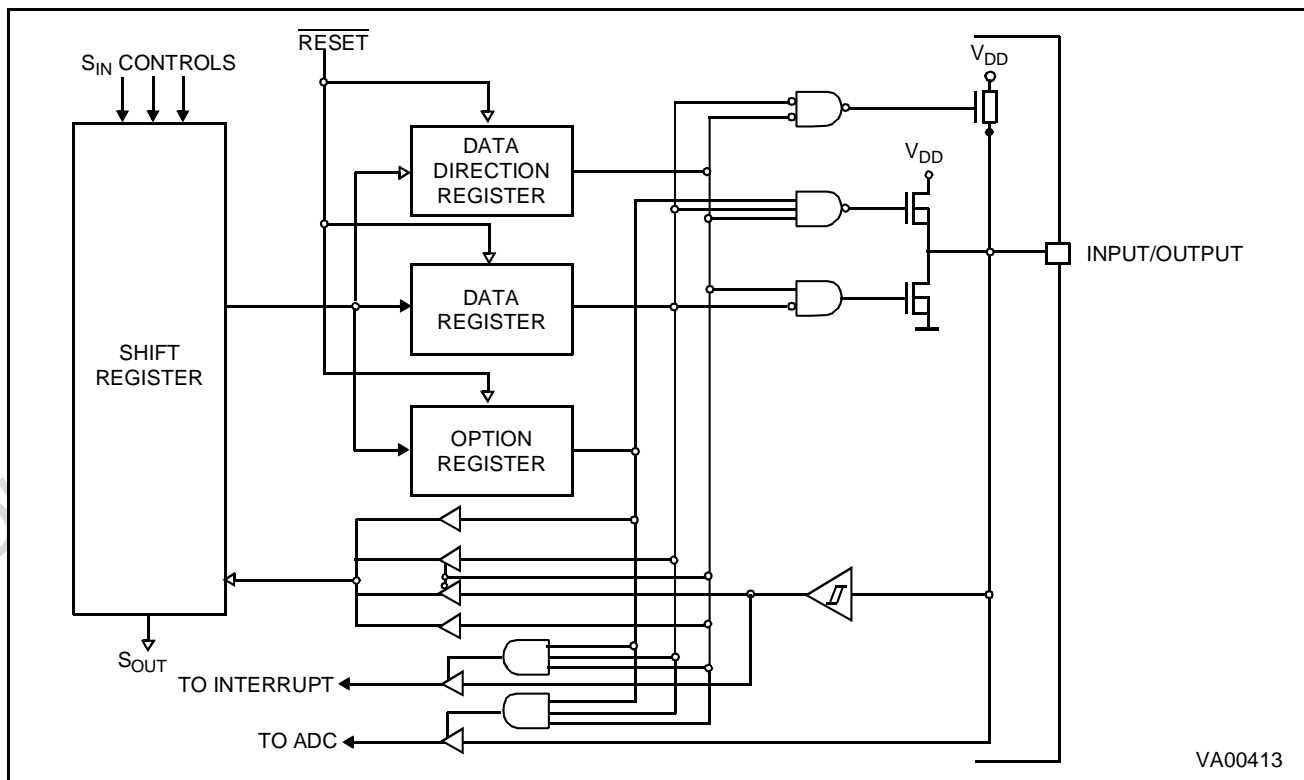 RESET
S_IN CONTROLS
V_DD
DATA
DIRECTION
REGISTER
V_DD
INPUT/OUTPUT
DATA
REGISTER
SHIFT
REGISTER
OPTION
REGISTER
S_OUT
TO INTERRUPT
TO ADC
VA00413